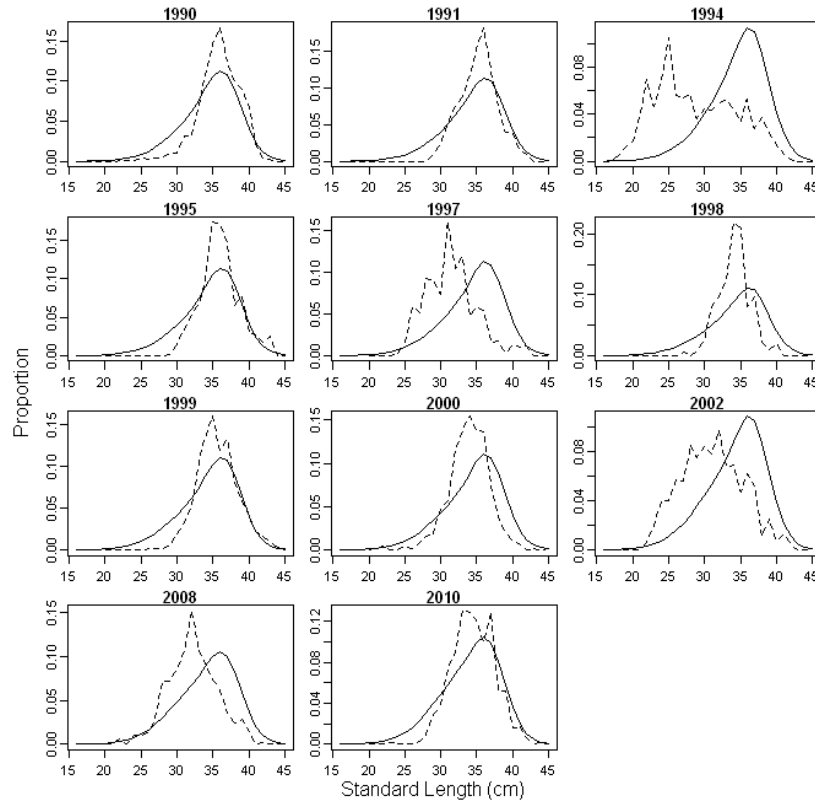 1990 1991 1994
0.00 0.05 0.10 0.15 0.00 0.05 0.10 0.15 0.00 0.04 0.08
15 20 25 30 35 40 45 15 20 25 30 35 40 45 15 20 25 30 35 40 45
1995 1997 1998
0.00 0.05 0.10 0.15 0.00 0.05 0.10 0.15 0.00 0.10 0.20
15 20 25 30 35 40 45 15 20 25 30 35 40 45 15 20 25 30 35 40 45
Proportion
1999 2000 2002
0.00 0.05 0.10 0.15 0.00 0.05 0.10 0.15 0.00 0.04 0.08
15 20 25 30 35 40 45 15 20 25 30 35 40 45 15 20 25 30 35 40 45
2008 2010
0.00 0.05 0.10 0.15 0.00 0.04 0.08 0.12
15 20 25 30 35 40 45 15 20 25 30 35 40 45
Standard Length (cm)